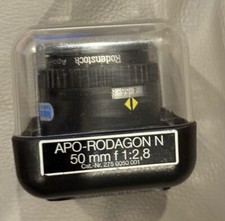 Rodenstock
APO-RODAGON N
50 mm f 1:2,8
Cat.-Nr. 275 0050 001